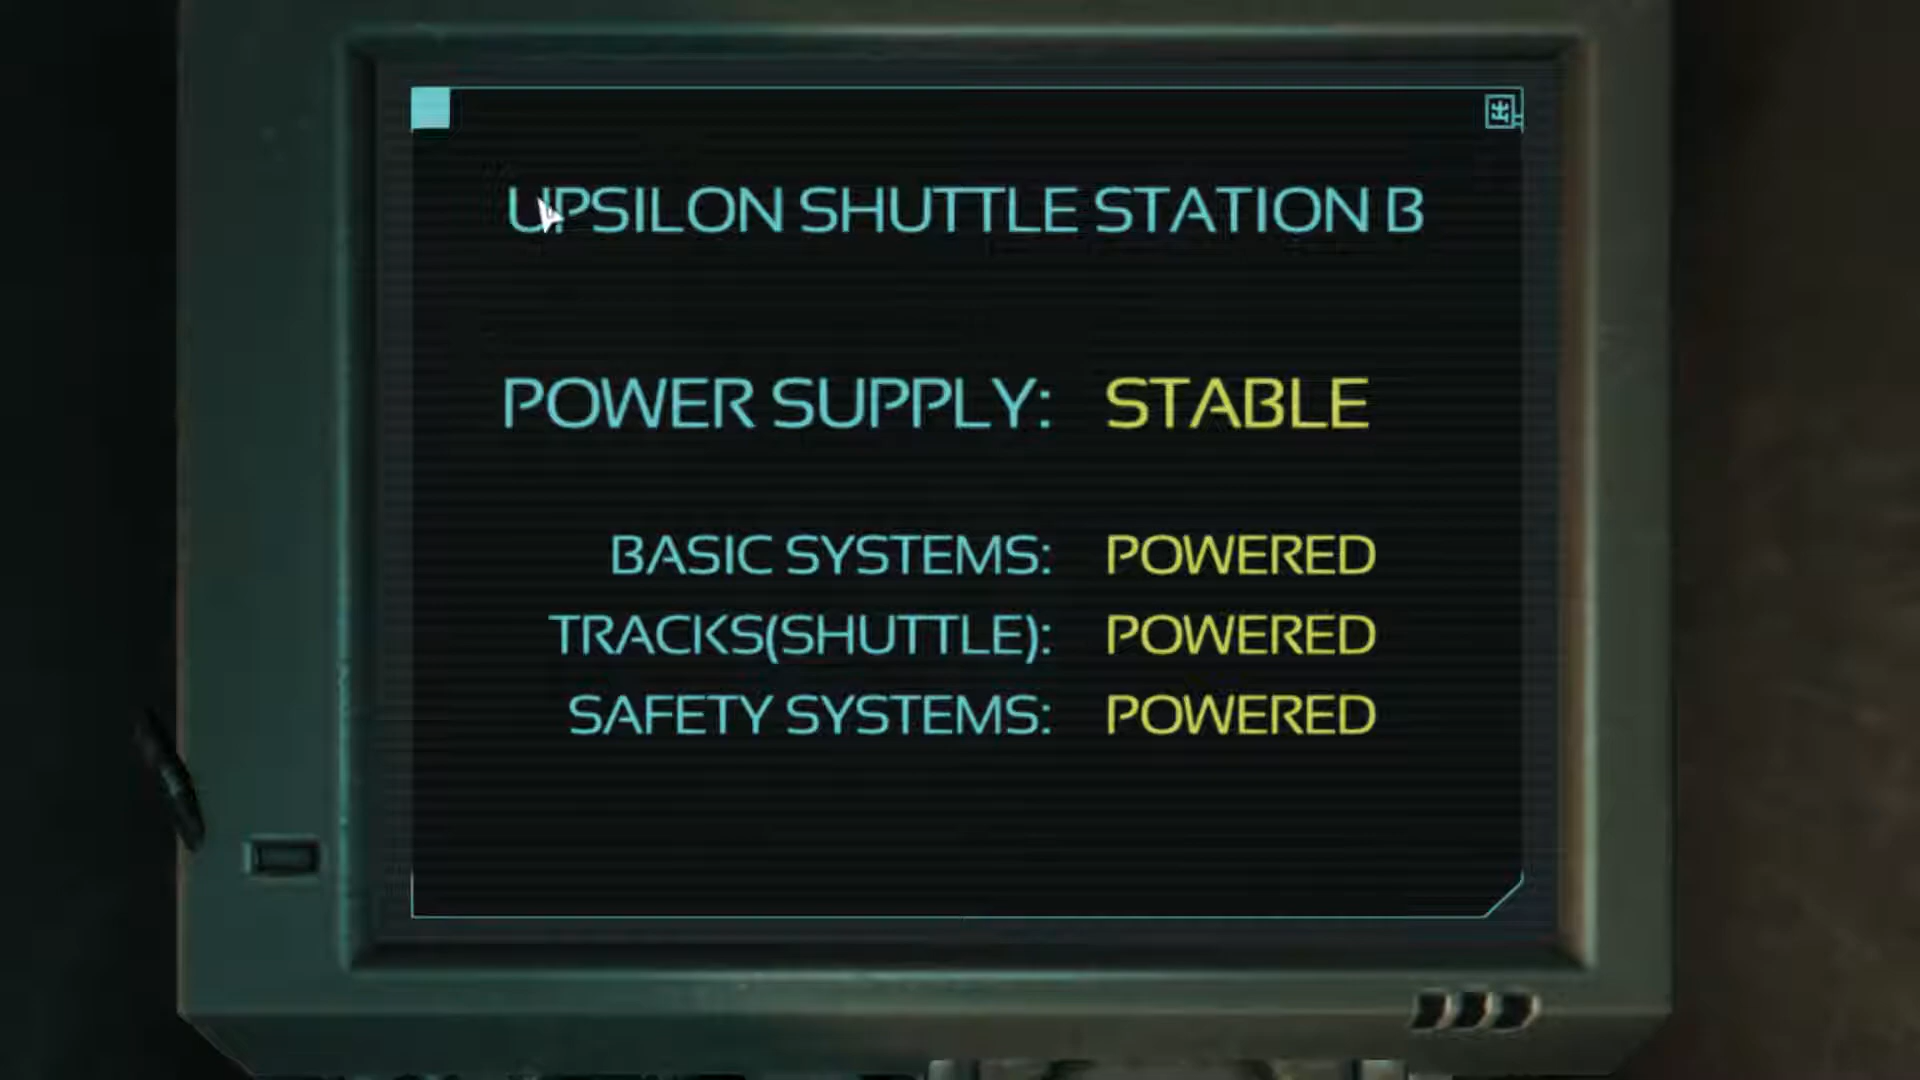 UPSILON SHUTTLE STATION B
POWER SUPPLY: STABLE
BASIC SYSTEMS: POWERED
TRACKS(SHUTTLE): POWERED
SAFETY SYSTEMS: POWERED